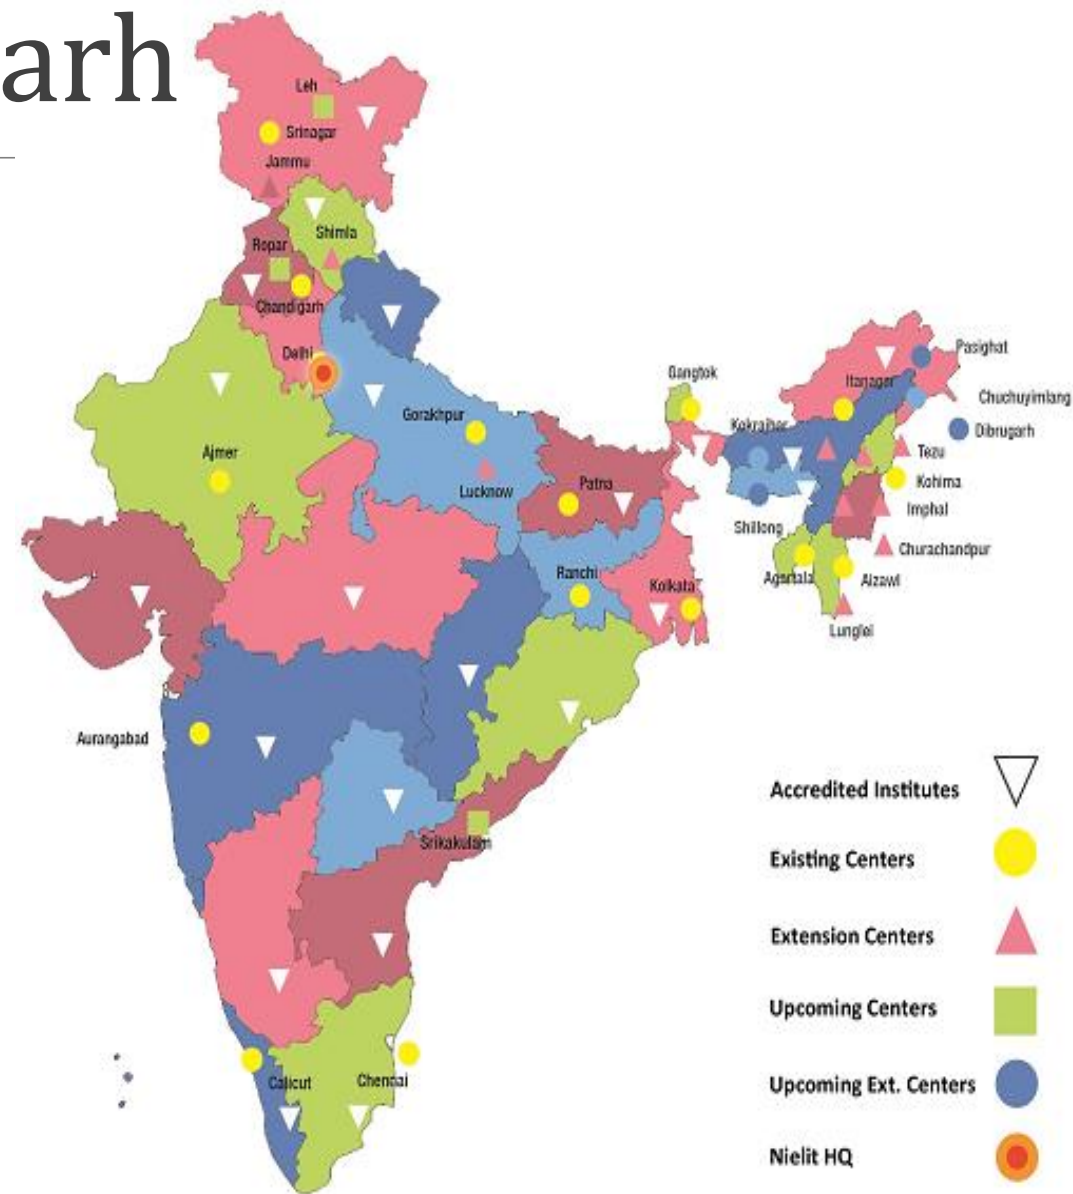 arh
Leh
Srinagar
Jammu
Shimla
Ropar
Chandigarh
Delhi
Gorakhpur
Lucknow
Ajmer
Patna
Ranchi
Kolkata
Gangtok
Kokrajhar
Itanagar
Pasighat
Chuchuyimlang
Dibrugarh
Tezu
Kohima
Imphal
Shillong
Churachandpur
Agartala
Aizawl
Lunglei
Aurangabad
Srikakulam
Calicut
Chennai
Accredited Institutes
Existing Centers
Extension Centers
Upcoming Centers
Upcoming Ext. Centers
Nielit HQ